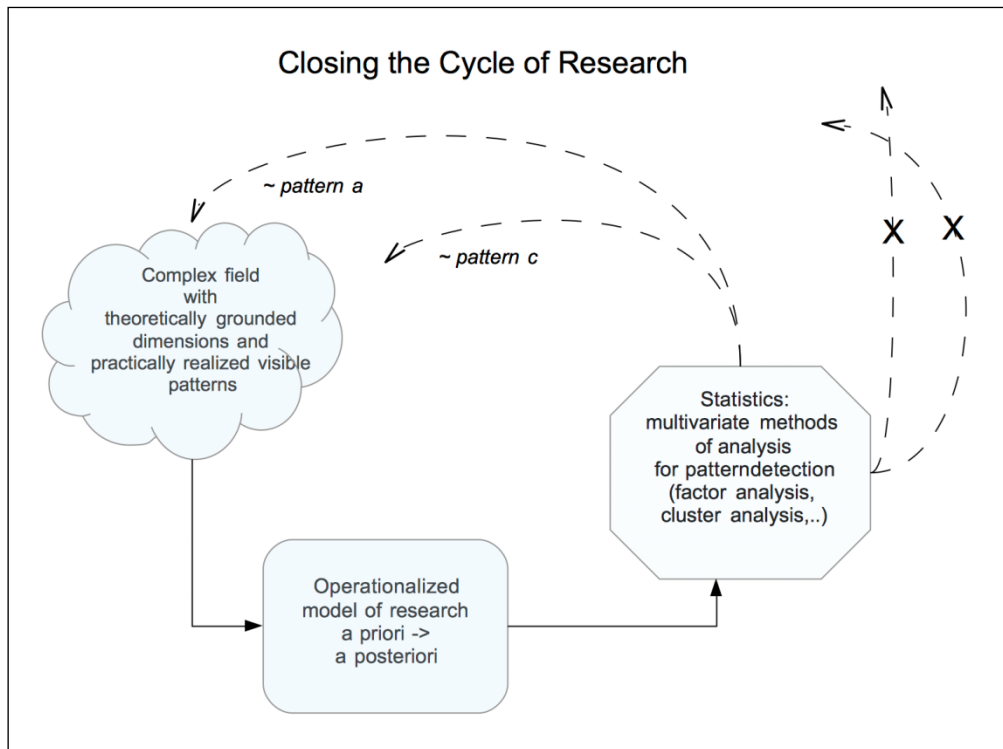 Closing the Cycle of Research
~ pattern a
~ pattern c
X X
Complex field
with
theoretically grounded
dimensions and
practically realized visible
patterns
Statistics:
multivariate methods
of analysis
for patterndetection
(factor analysis,
cluster analysis,..)
Operationalized
model of research
a priori ->
a posteriori